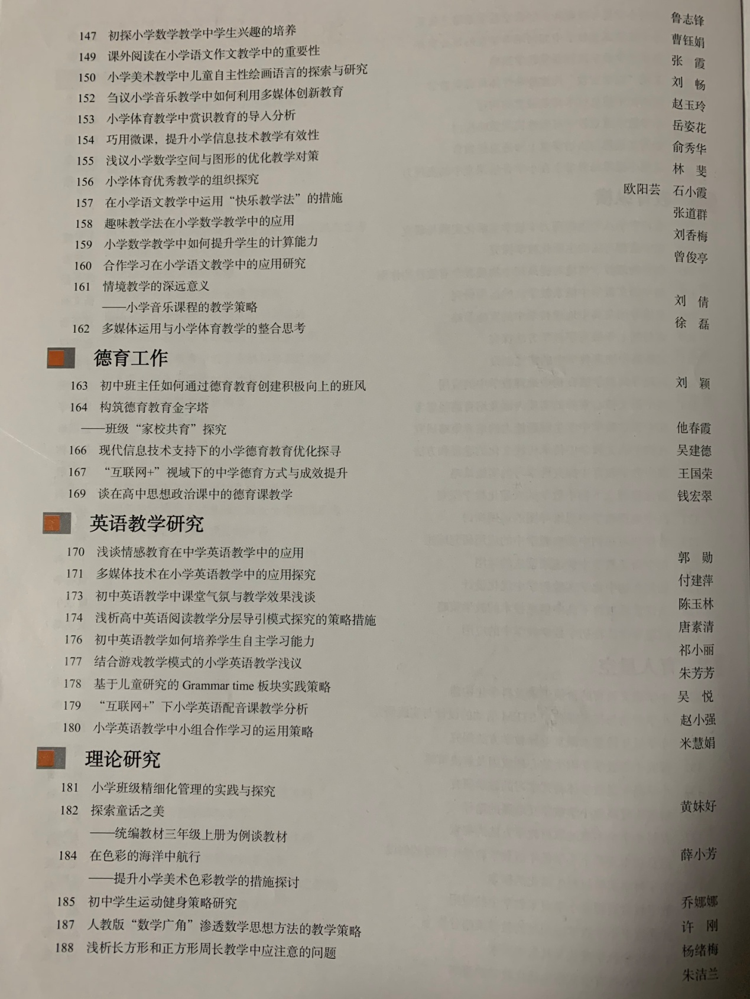 147 初探小学数学教学中学生兴趣的培养 鲁志锋
149 课外阅读在小学语文作文教学中的重要性 曹钰娟
150 小学美术教学中儿童自主性绘画语言的探索与研究 张 霞
152 刍议小学音乐教学中如何利用多媒体创新教育 刘 畅
153 小学体育教学中赏识教育的导入分析 赵玉玲
154 巧用微课，提升小学信息技术教学有效性 岳姿花
155 浅议小学数学空间与图形的优化教学对策 俞秀华
156 小学体育优秀教学的组织探究 林 斐
157 在小学语文教学中运用“快乐教学法”的措施 欧阳芸 石小霞
158 趣味教学法在小学数学教学中的应用 张道群
159 小学数学教学中如何提升学生的计算能力 刘香梅
160 合作学习在小学语文教学中的应用研究 曾俊亭
161 情境教学的深远意义
——小学音乐课程的教学策略 刘 倩
162 多媒体运用与小学体育教学的整合思考 徐 磊
德育工作
163 初中班主任如何通过德育教育创建积极向上的班风 刘 颖
164 构筑德育教育金字塔
——班级“家校共育”探究 他春霞
166 现代信息技术支持下的小学德育教育优化探寻 吴建德
167 “互联网+”视域下的中学德育方式与成效提升 王国荣
169 谈在高中思想政治课中的德育课教学 钱宏翠
英语教学研究
170 浅谈情感教育在中学英语教学中的应用 郭 勋
171 多媒体技术在小学英语教学中的应用探究 付建萍
173 初中英语教学中课堂气氛与教学效果浅谈 陈玉林
174 浅析高中英语阅读教学分层导引模式探究的策略措施 唐素清
176 初中英语教学如何培养学生自主学习能力 祁小丽
177 结合游戏教学模式的小学英语教学浅议 朱芳芳
178 基于儿童研究的 Grammar time 板块实践策略 吴 悦
179 “互联网+”下小学英语配音课教学分析 赵小强
180 小学英语教学中小组合作学习的运用策略 米慧娟
理论研究
181 小学班级精细化管理的实践与探究 黄妹好
182 探索童话之美
——统编教材三年级上册为例谈教材 薛小芳
184 在色彩的海洋中航行
——提升小学美术色彩教学的措施探讨 乔娜娜
185 初中学生运动健身策略研究 许 刚
187 人教版“数学广角”渗透数学思想方法的教学策略 杨绪梅
188 浅析长方形和正方形周长教学中应注意的问题 朱洁兰